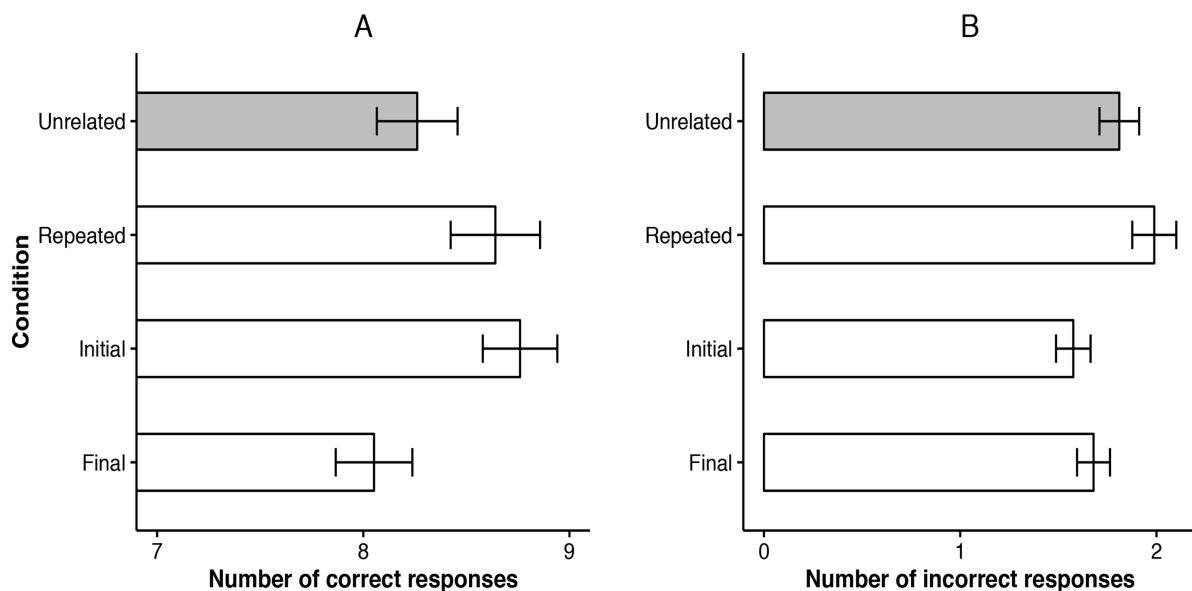 A
Condition
Unrelated
Repeated
Initial
Final
7 8 9
Number of correct responses
B
Unrelated
Repeated
Initial
Final
0 1 2
Number of incorrect responses